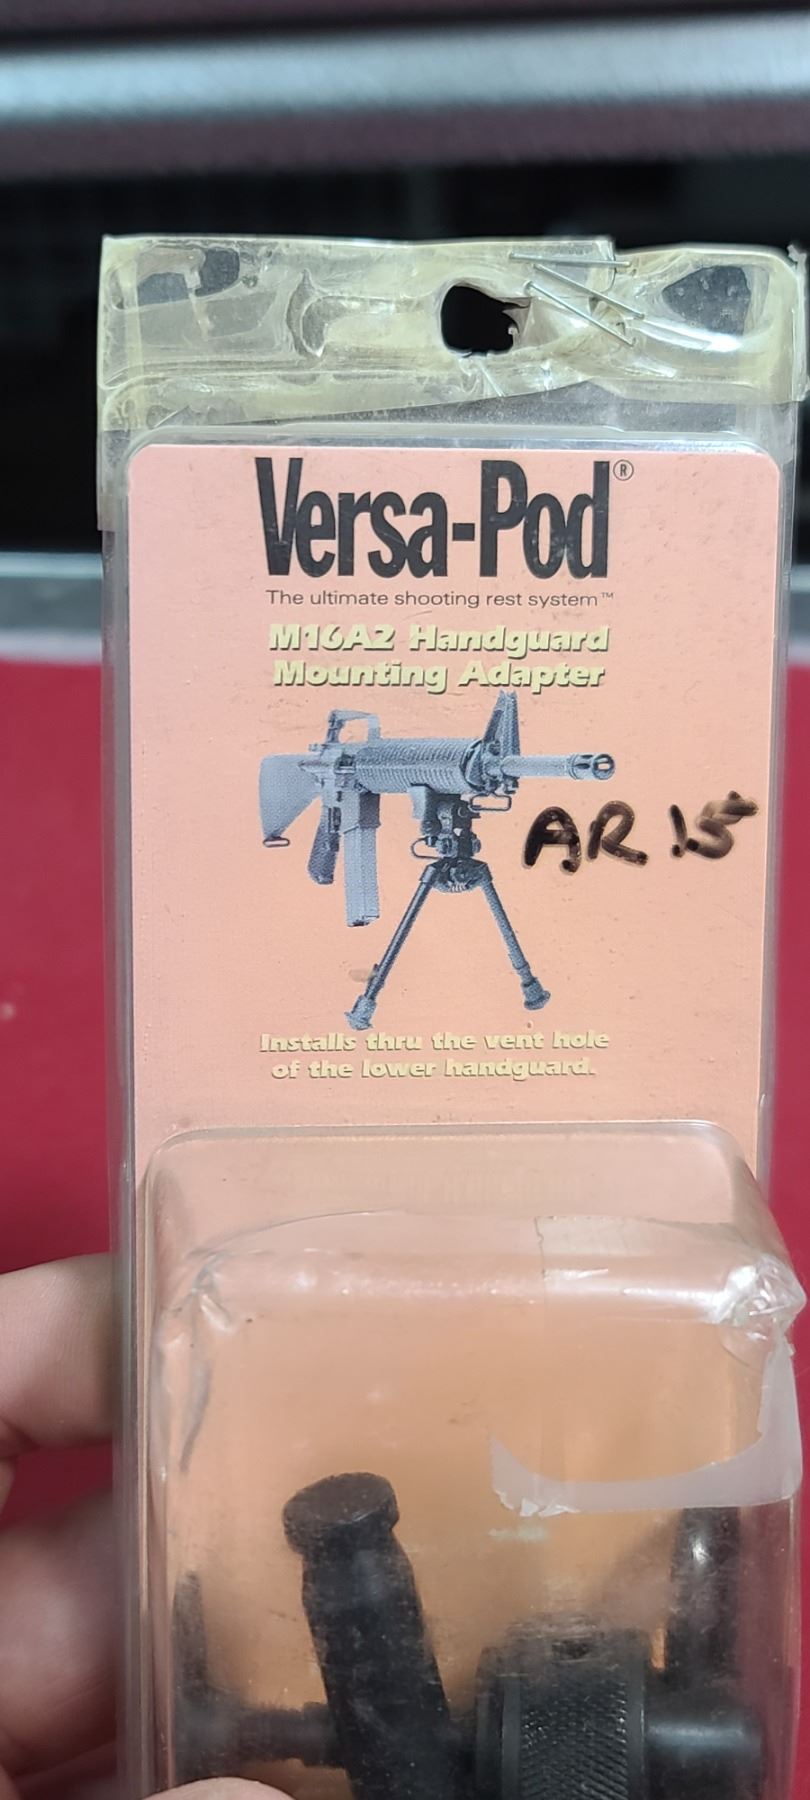 Versa-Pod®
The ultimate shooting rest system™
M16A2 Handguard
Mounting Adapter
AR 15
Installs thru the vent hole
of the lower handguard.